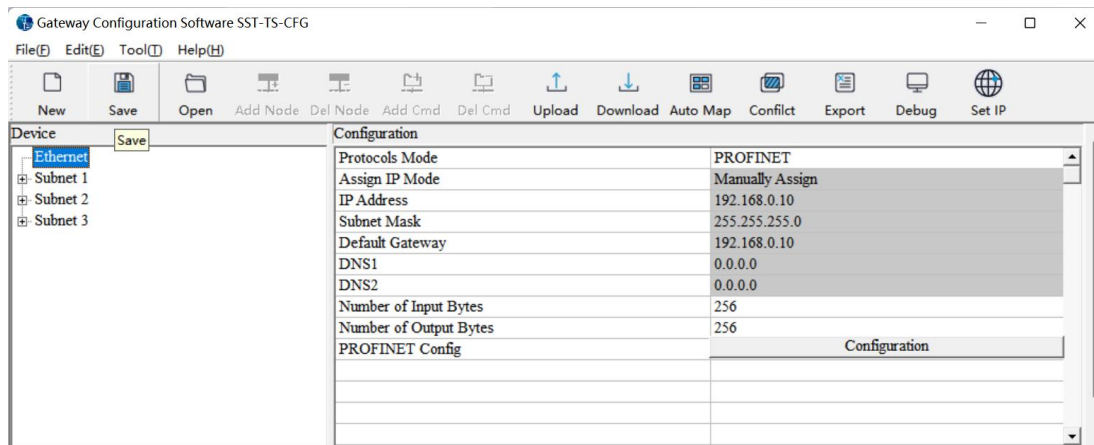 Gateway Configuration Software SST-TS-CFG
File(F) Edit(E) Tool(T) Help(H)
New Save Open Add Node Del Node Add Cmd Del Cmd Upload Download Auto Map Confilct Export Debug Set IP
Device
Save
Ethernet
Subnet 1
Subnet 2
Subnet 3
Configuration
Protocols Mode PROFINET
Assign IP Mode Manually Assign
IP Address 192.168.0.10
Subnet Mask 255.255.255.0
Default Gateway 192.168.0.10
DNS1 0.0.0.0
DNS2 0.0.0.0
Number of Input Bytes 256
Number of Output Bytes 256
PROFINET Config Configuration